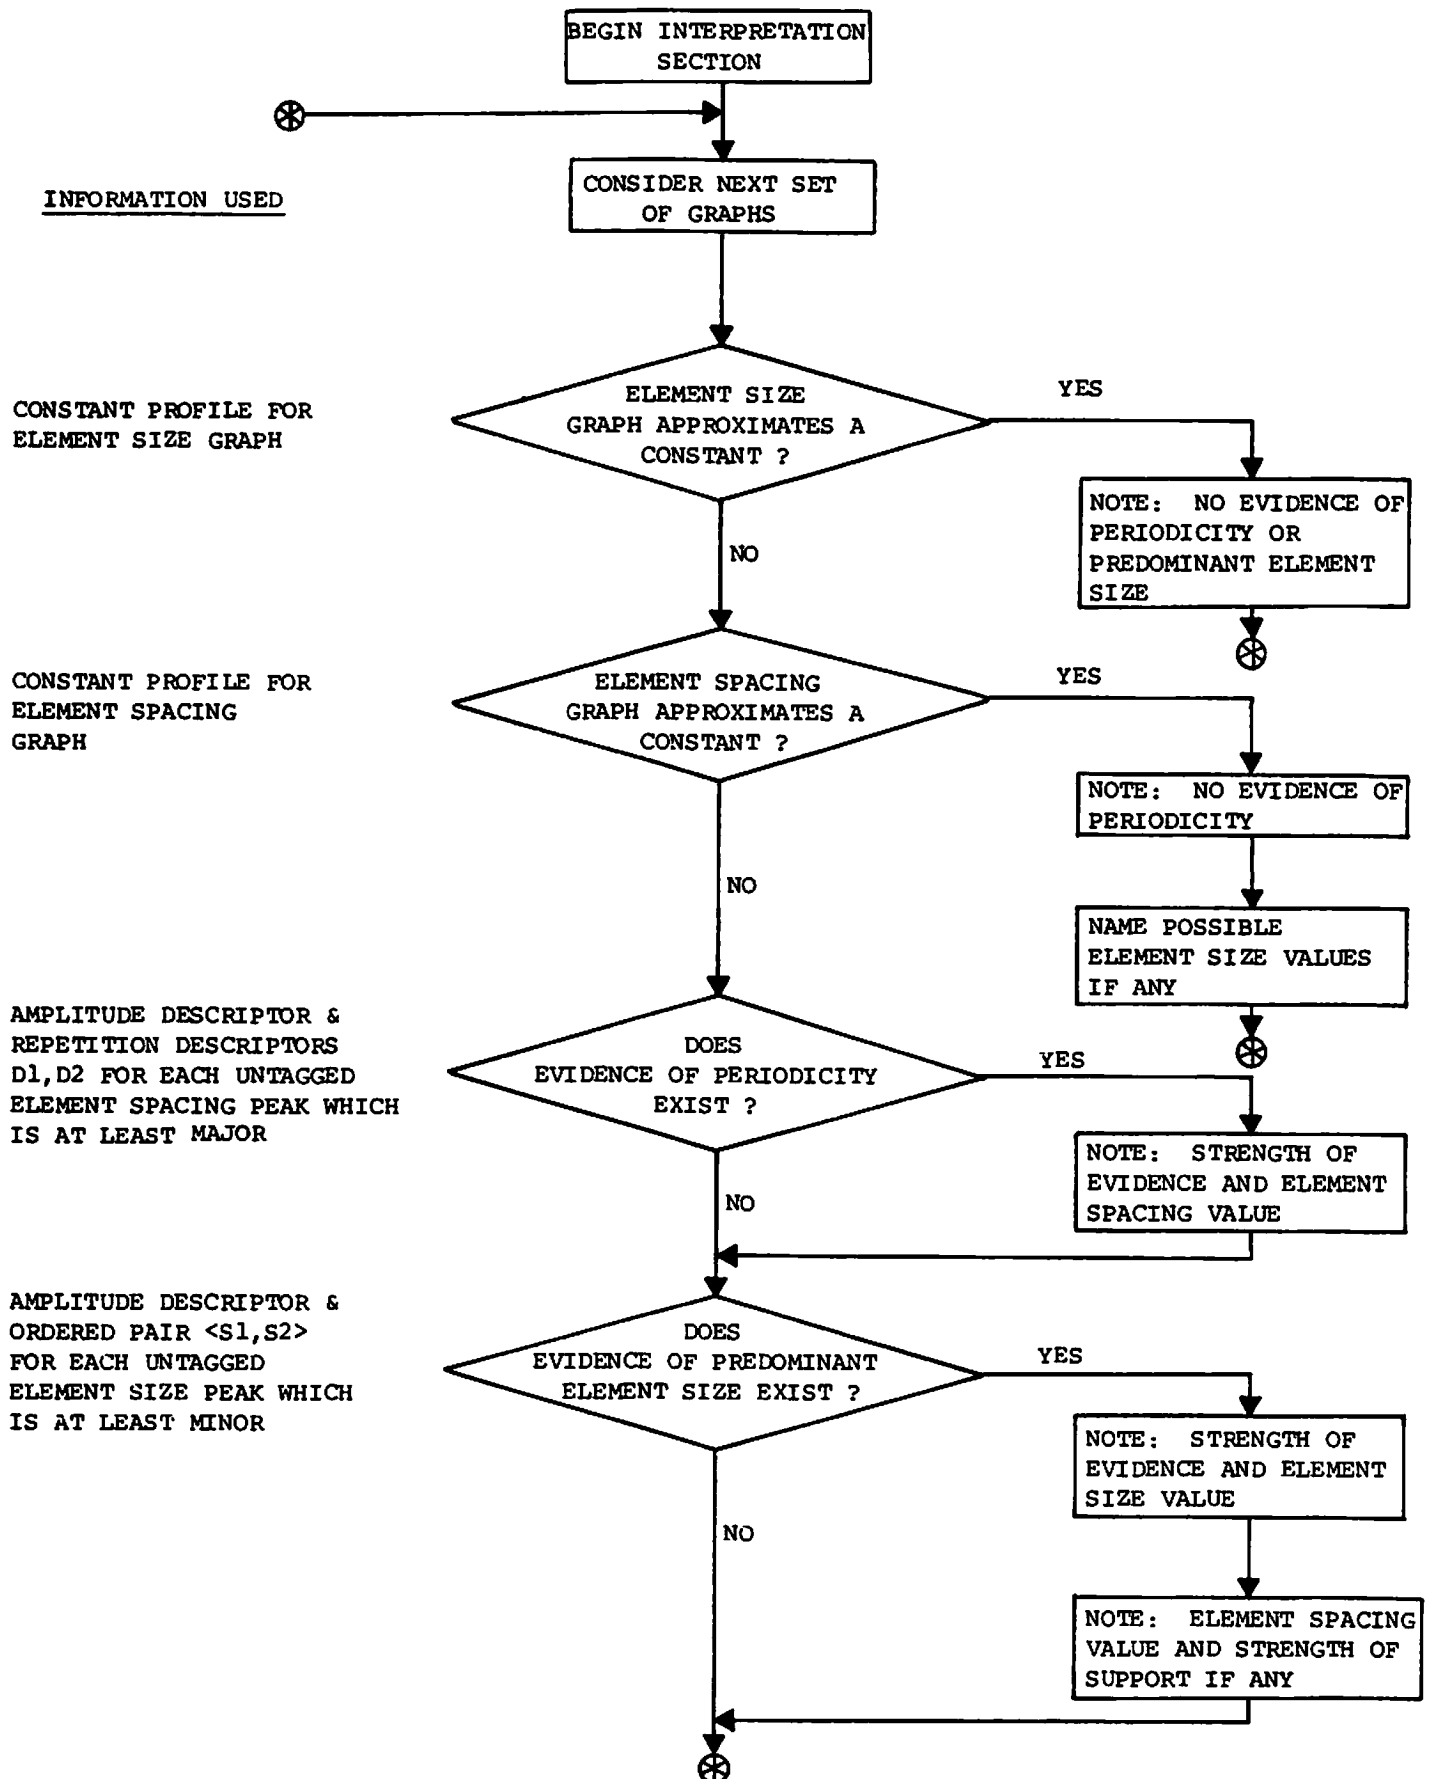 BEGIN INTERPRETATION
SECTION
INFORMATION USED
CONSIDER NEXT SET
OF GRAPHS
CONSTANT PROFILE FOR
ELEMENT SIZE GRAPH
ELEMENT SIZE
GRAPH APPROXIMATES A
CONSTANT ?
YES
NOTE: NO EVIDENCE OF
PERIODICITY OR
PREDOMINANT ELEMENT
SIZE
NO
CONSTANT PROFILE FOR
ELEMENT SPACING
GRAPH
ELEMENT SPACING
GRAPH APPROXIMATES A
CONSTANT ?
YES
NOTE: NO EVIDENCE OF
PERIODICITY
NO
NAME POSSIBLE
ELEMENT SIZE VALUES
IF ANY
AMPLITUDE DESCRIPTOR &
REPETITION DESCRIPTORS
D1,D2 FOR EACH UNTAGGED
ELEMENT SPACING PEAK WHICH
IS AT LEAST MAJOR
DOES
EVIDENCE OF PERIODICITY
EXIST ?
YES
NOTE: STRENGTH OF
EVIDENCE AND ELEMENT
SPACING VALUE
NO
AMPLITUDE DESCRIPTOR &
ORDERED PAIR <S1,S2>
FOR EACH UNTAGGED
ELEMENT SIZE PEAK WHICH
IS AT LEAST MINOR
DOES
EVIDENCE OF PREDOMINANT
ELEMENT SIZE EXIST ?
YES
NOTE: STRENGTH OF
EVIDENCE AND ELEMENT
SIZE VALUE
NO
NOTE: ELEMENT SPACING
VALUE AND STRENGTH OF
SUPPORT IF ANY